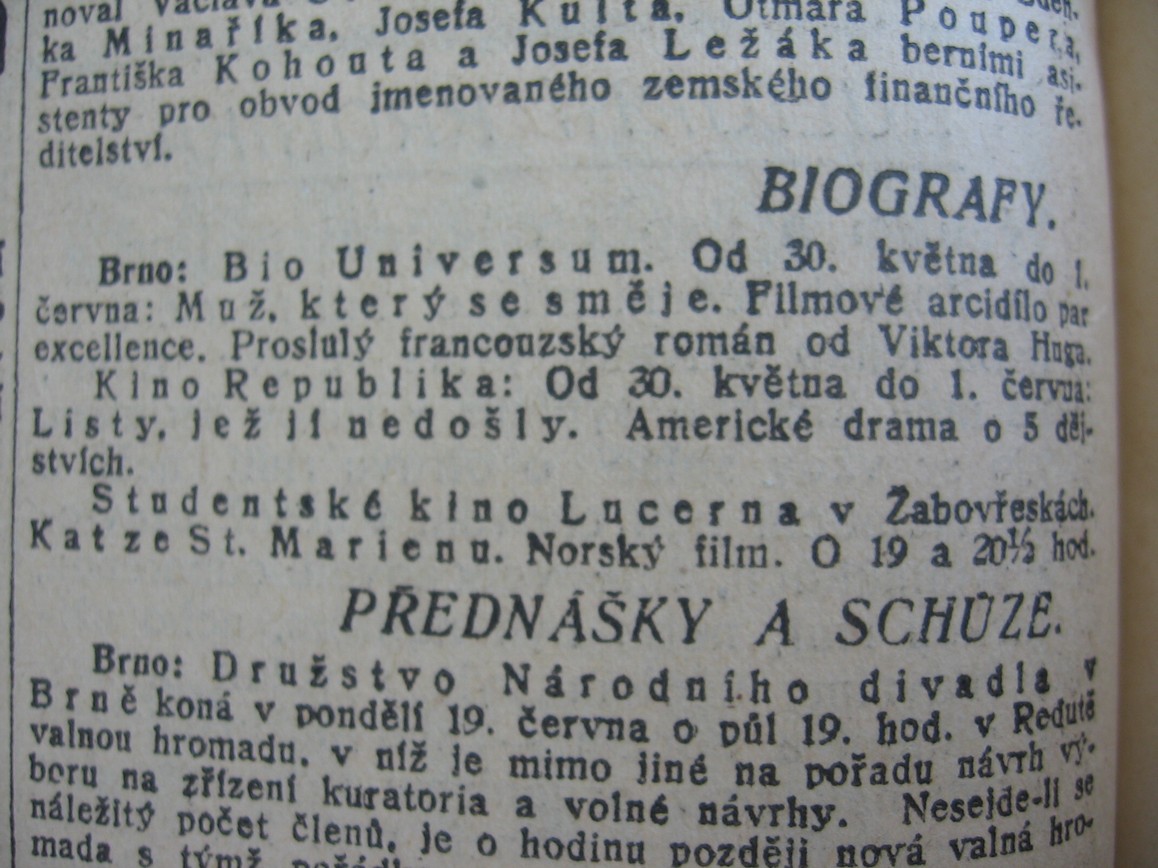 noval Václava
ka Minaříka, Josefa Kulta, Otmara Poupera,
Františka Kohouta a Josefa Ležáka berními asi-
stenty pro obvod jmenovaného zemského finančního ře-
ditelství.
BIOGRAFY.
Brno: Bio Universum. Od 30. května do 1.
června: Muž, který se směje. Filmové arcidílo par
excellence. Proslulý francouzský román od Viktora Huga.
Kino Republika: Od 30. května do 1. června:
Listy, jež jí nedošly. Americké drama o 5 děj-
stvích.
Studentské kino Lucerna v Žabovřeskách.
Katze St. Marienu. Norský film. O 19 a 20½ hod.
PŘEDNÁŠKY A SCHŮZE.
Brno: Družstvo Národního divadla v
Brně koná v pondělí 19. června o půl 19. hod. v Redutě
valnou hromadu, v níž je mimo jiné na pořadu návrh vý-
boru na zřízení kuratoria a volné návrhy. Nesejde-li se
náležitý počet členů, je o hodinu později nová valná hro-
mada s týmž